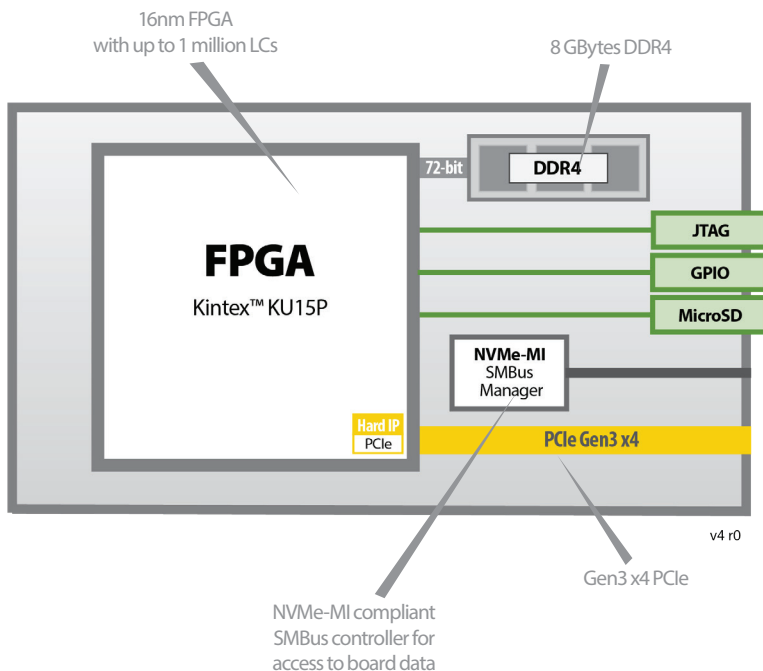 16nm FPGA
with up to 1 million LCs
8 GBytes DDR4
72-bit
DDR4
JTAG
FPGA
GPIO
Kintex™ KU15P
MicroSD
NVMe-MI
SMBus
Manager
Hard IP
PCIe
PCIe Gen3 x4
v4 r0
Gen3 x4 PCIe
NVMe-MI compliant
SMBus controller for
access to board data